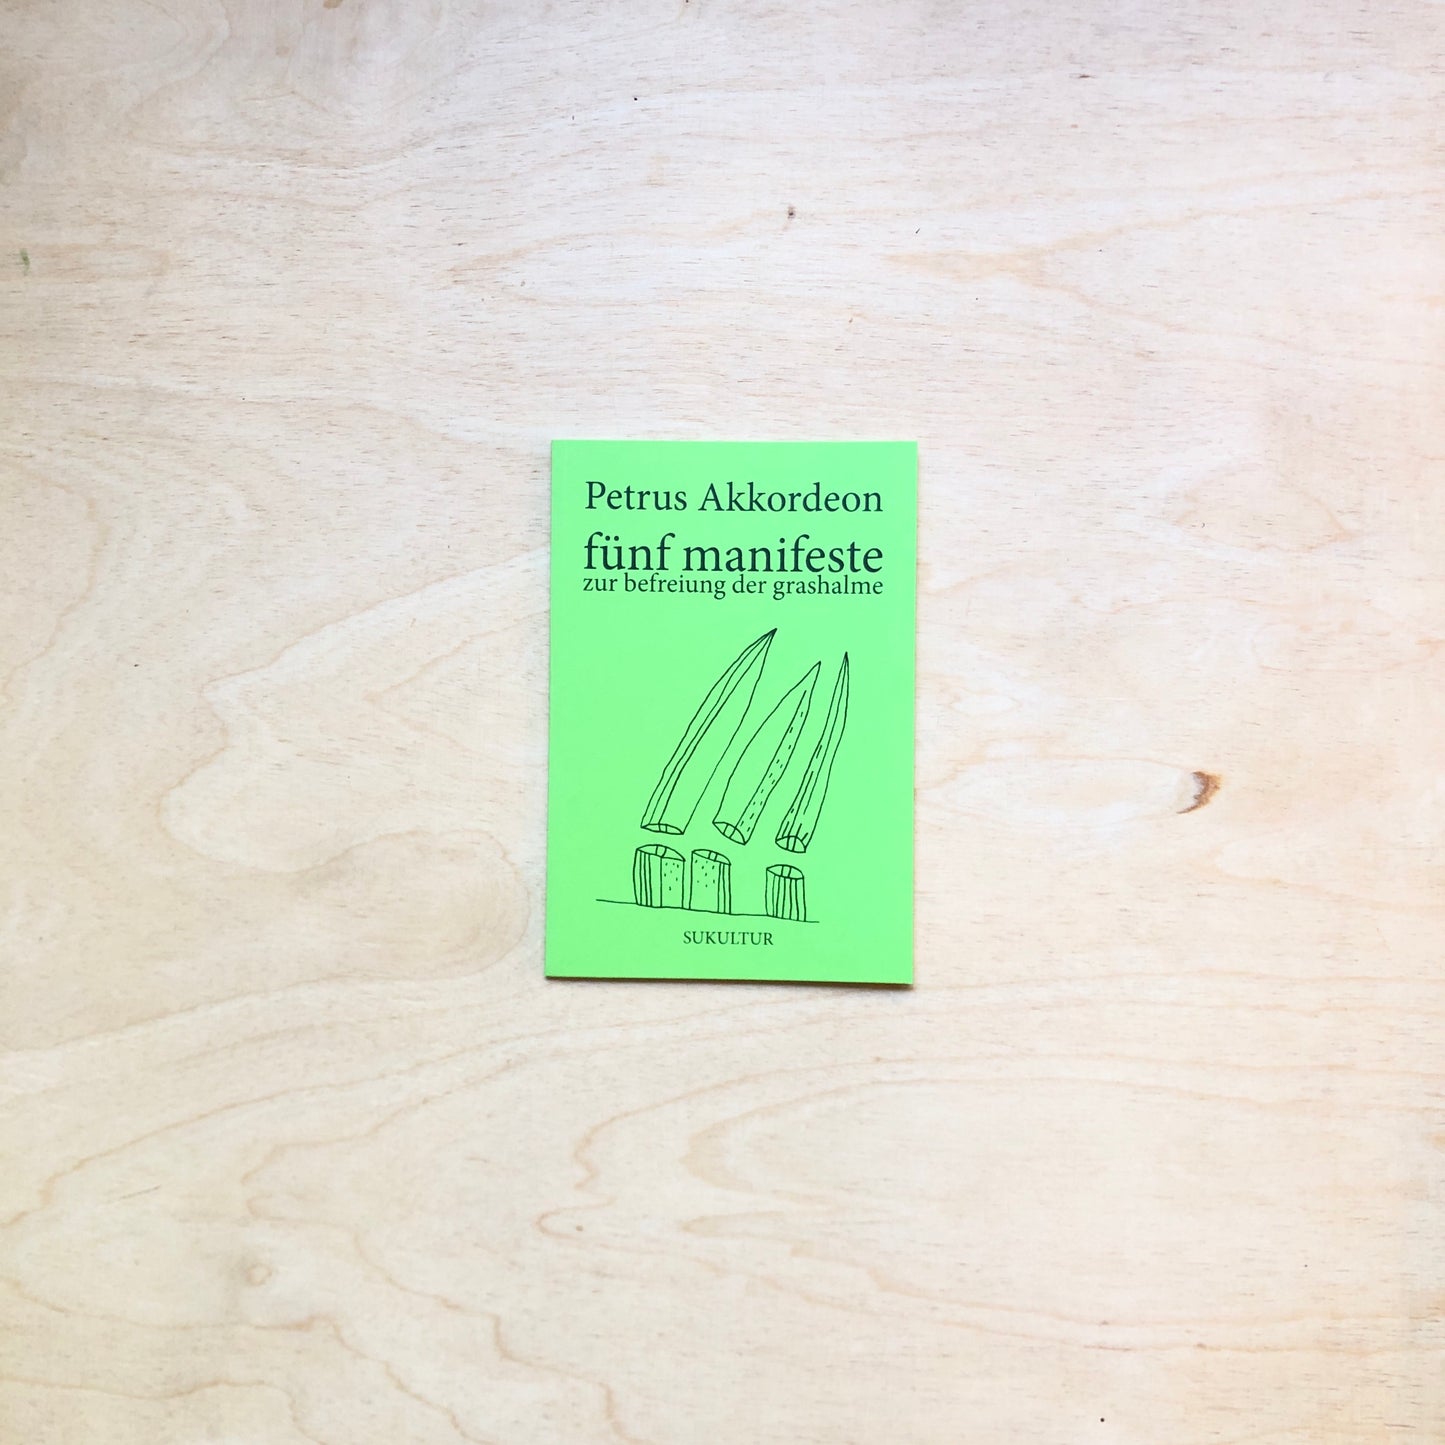 Petrus Akkordeon
fünf manifeste
zur befreiung der grashalme
SUKULTUR